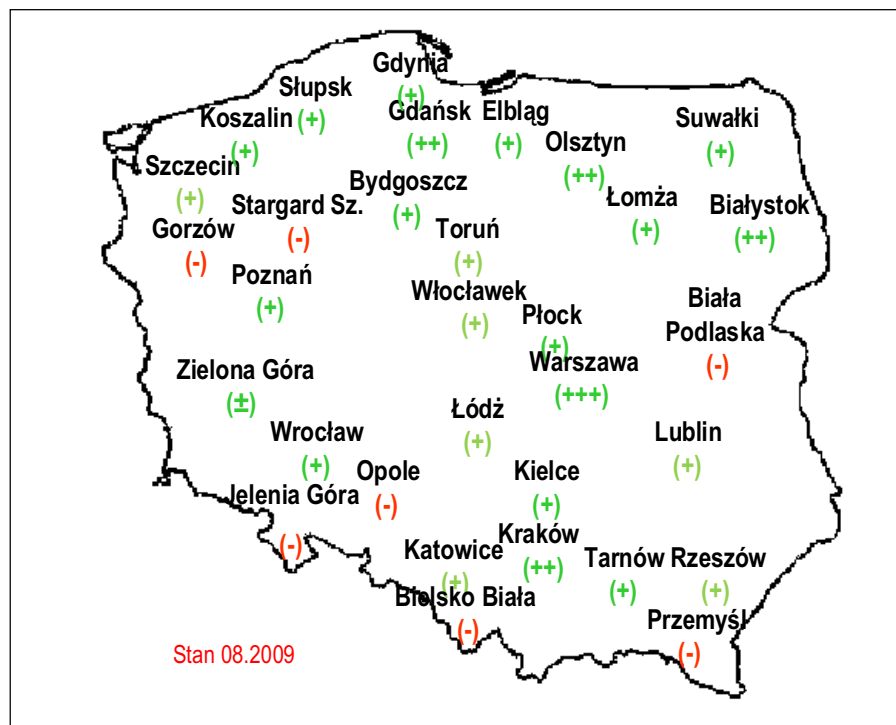 Gdynia
(+)
Słupsk
(+)
Koszalin
(+)
Gdańsk
(++)
Elbląg
(+)
Olsztyn
(++)
Suwałki
(+)
Szczecin
(+)
Stargard Sz.
(-)
Bydgoszcz
(+)
Łomża
(+)
Białystok
(++)
Gorzów
(-)
Toruń
(+)
Poznań
(+)
Włocławek
(+)
Płock
(+)
Biała
Podlaska
(-)
Warszawa
(+++)
Zielona Góra
(±)
Łódż
(+)
Lublin
(+)
Wrocław
(+)
Opole
(-)
Kielce
(+)
Jelenia Góra
(-)
Katowice
(+)
Kraków
(++)
Tarnów
(+)
Rzeszów
(+)
Bielsko Biała
(-)
Przemyśl
(-)
Stan 08.2009